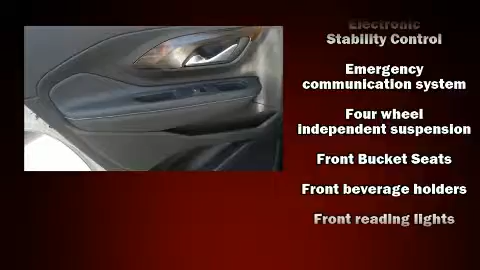 Electronic
Stability Control
Emergency
communication system
Four wheel
independent suspension
Front Bucket Seats
Front beverage holders
Front reading lights